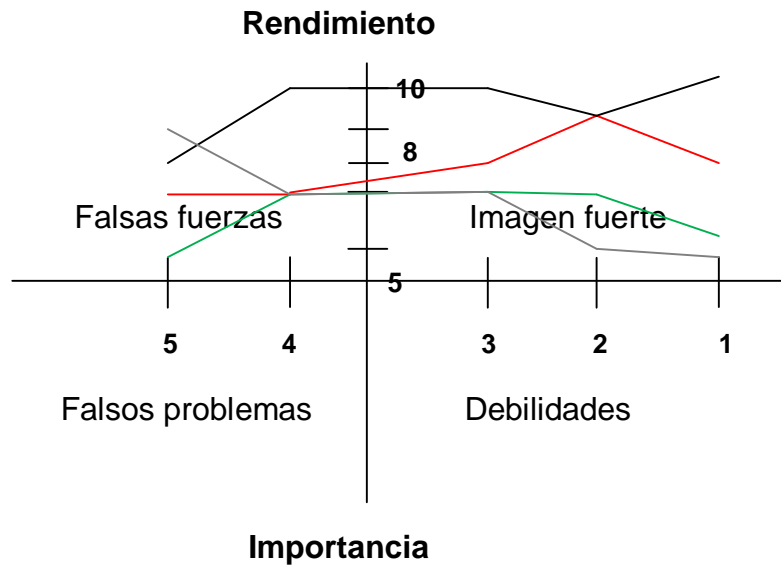 Rendimiento
10
8
Falsas fuerzas
Imagen fuerte
5
5 4 3 2 1
Falsos problemas
Debilidades
Importancia